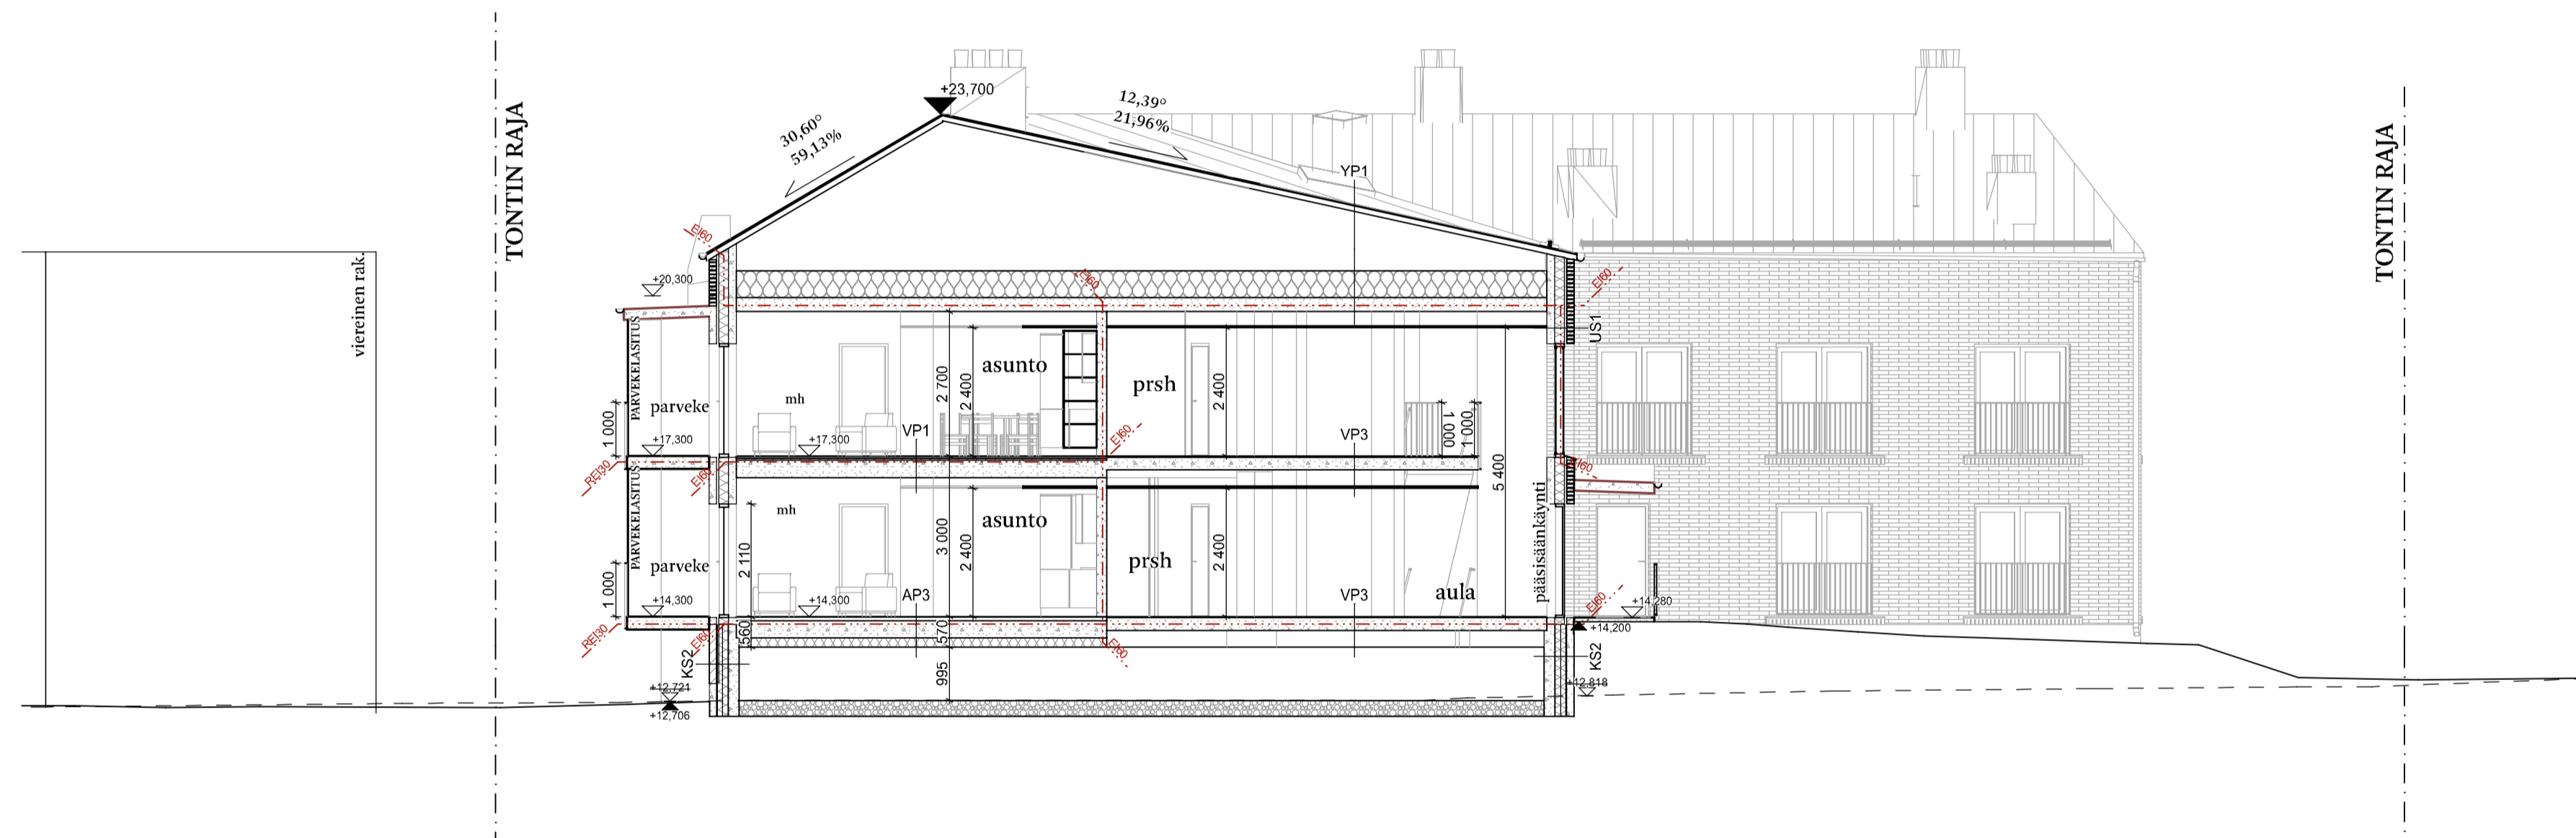 +23,700
30,60°
59,13%
12,39°
21,96%
YP1
TONTIN RAJA
TONTIN RAJA
viereinen rak.
EI60
EI60
EI60
+20,300
US1
PARVEKELASITUS
parveke
1 000
+17,300
mh
+17,300
VP1
2 700
2 400
asunto
prsh
2 400
EI60
VP3
1 000
1 000
5 400
REI30
EI60
EI60
PARVEKELASITUS
parveke
1 000
+14,300
mh
2 110
+14,300
AP3
3 000
2 400
asunto
prsh
2 400
VP3
aula
pääsisäänkäynti
EI60
+14,280
+14,200
REI30
EI60
560
570
EI60
KS2
995
KS2
+12,721
+12,706
+12,818